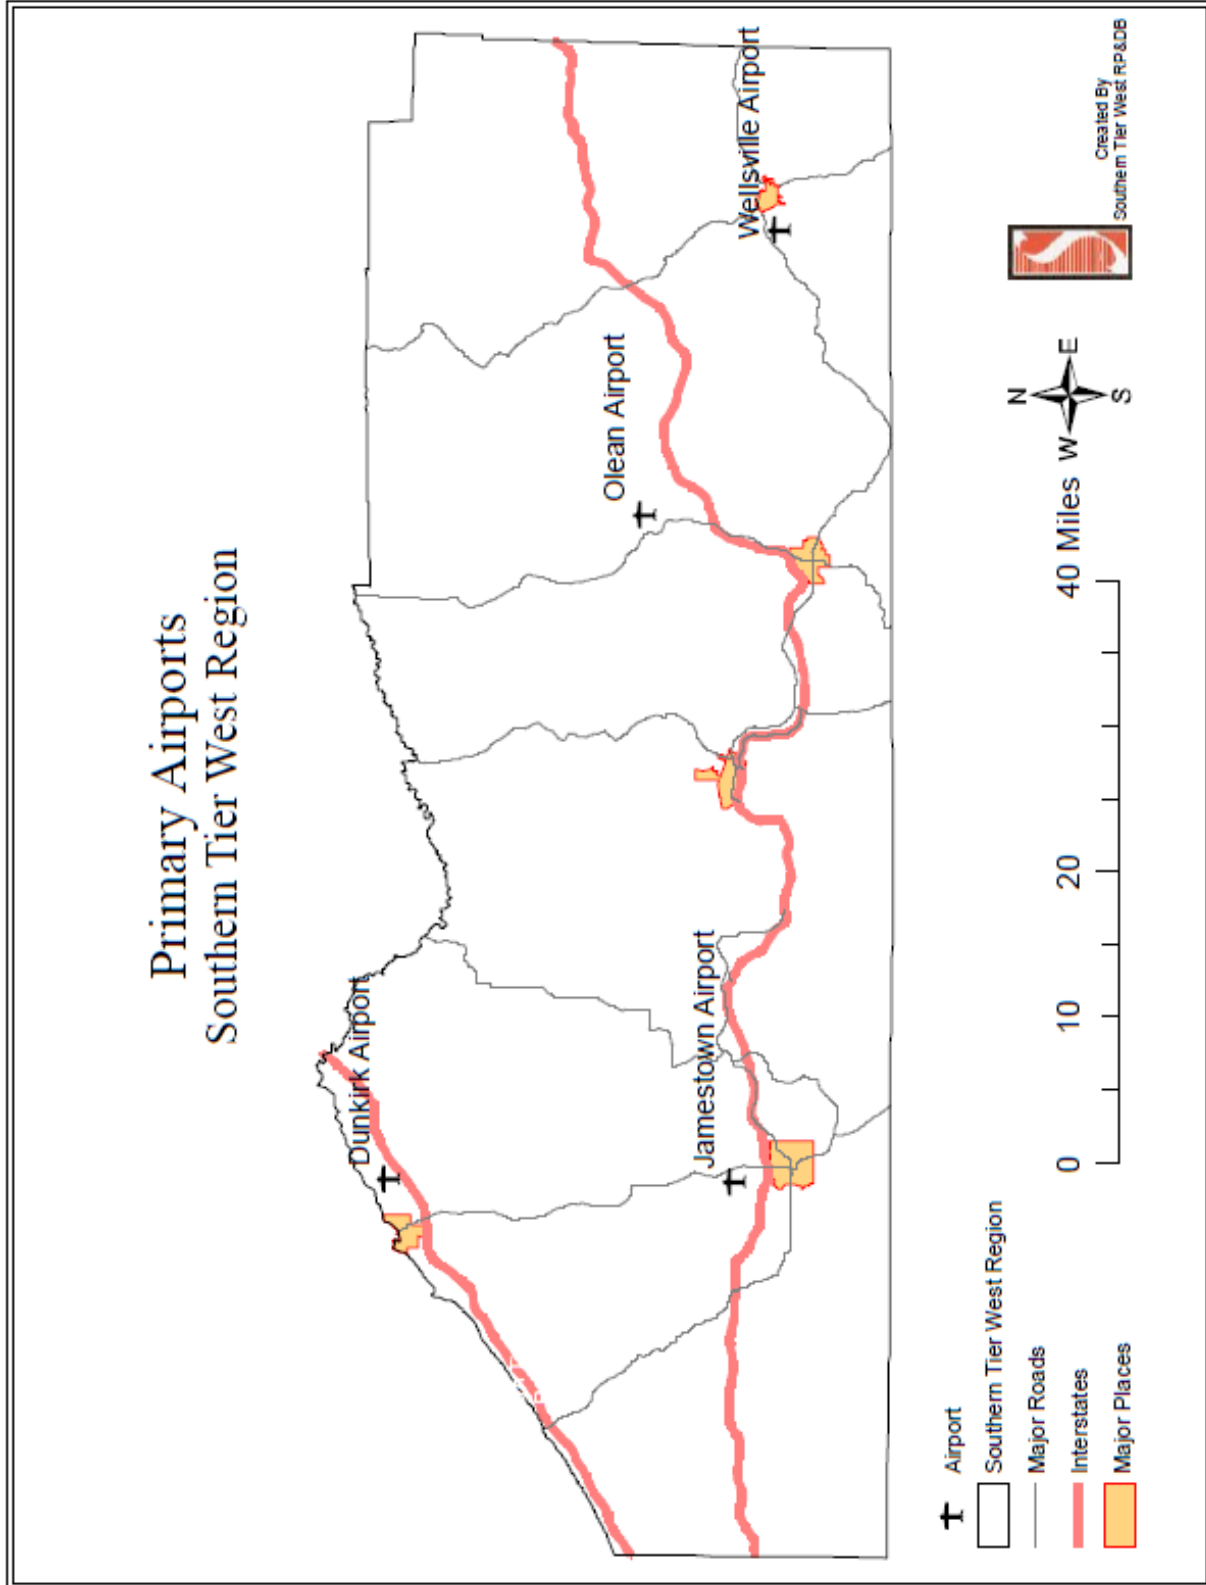 Primary Airports
Southern Tier West Region
Dunkirk Airport
Olean Airport
Jamestown Airport
Wellsville Airport
Airport
Southern Tier West Region
Major Roads
Interstates
Major Places
0 10 20 40 Miles
N
W E
S
Created By
Southern Tier West RP&DB